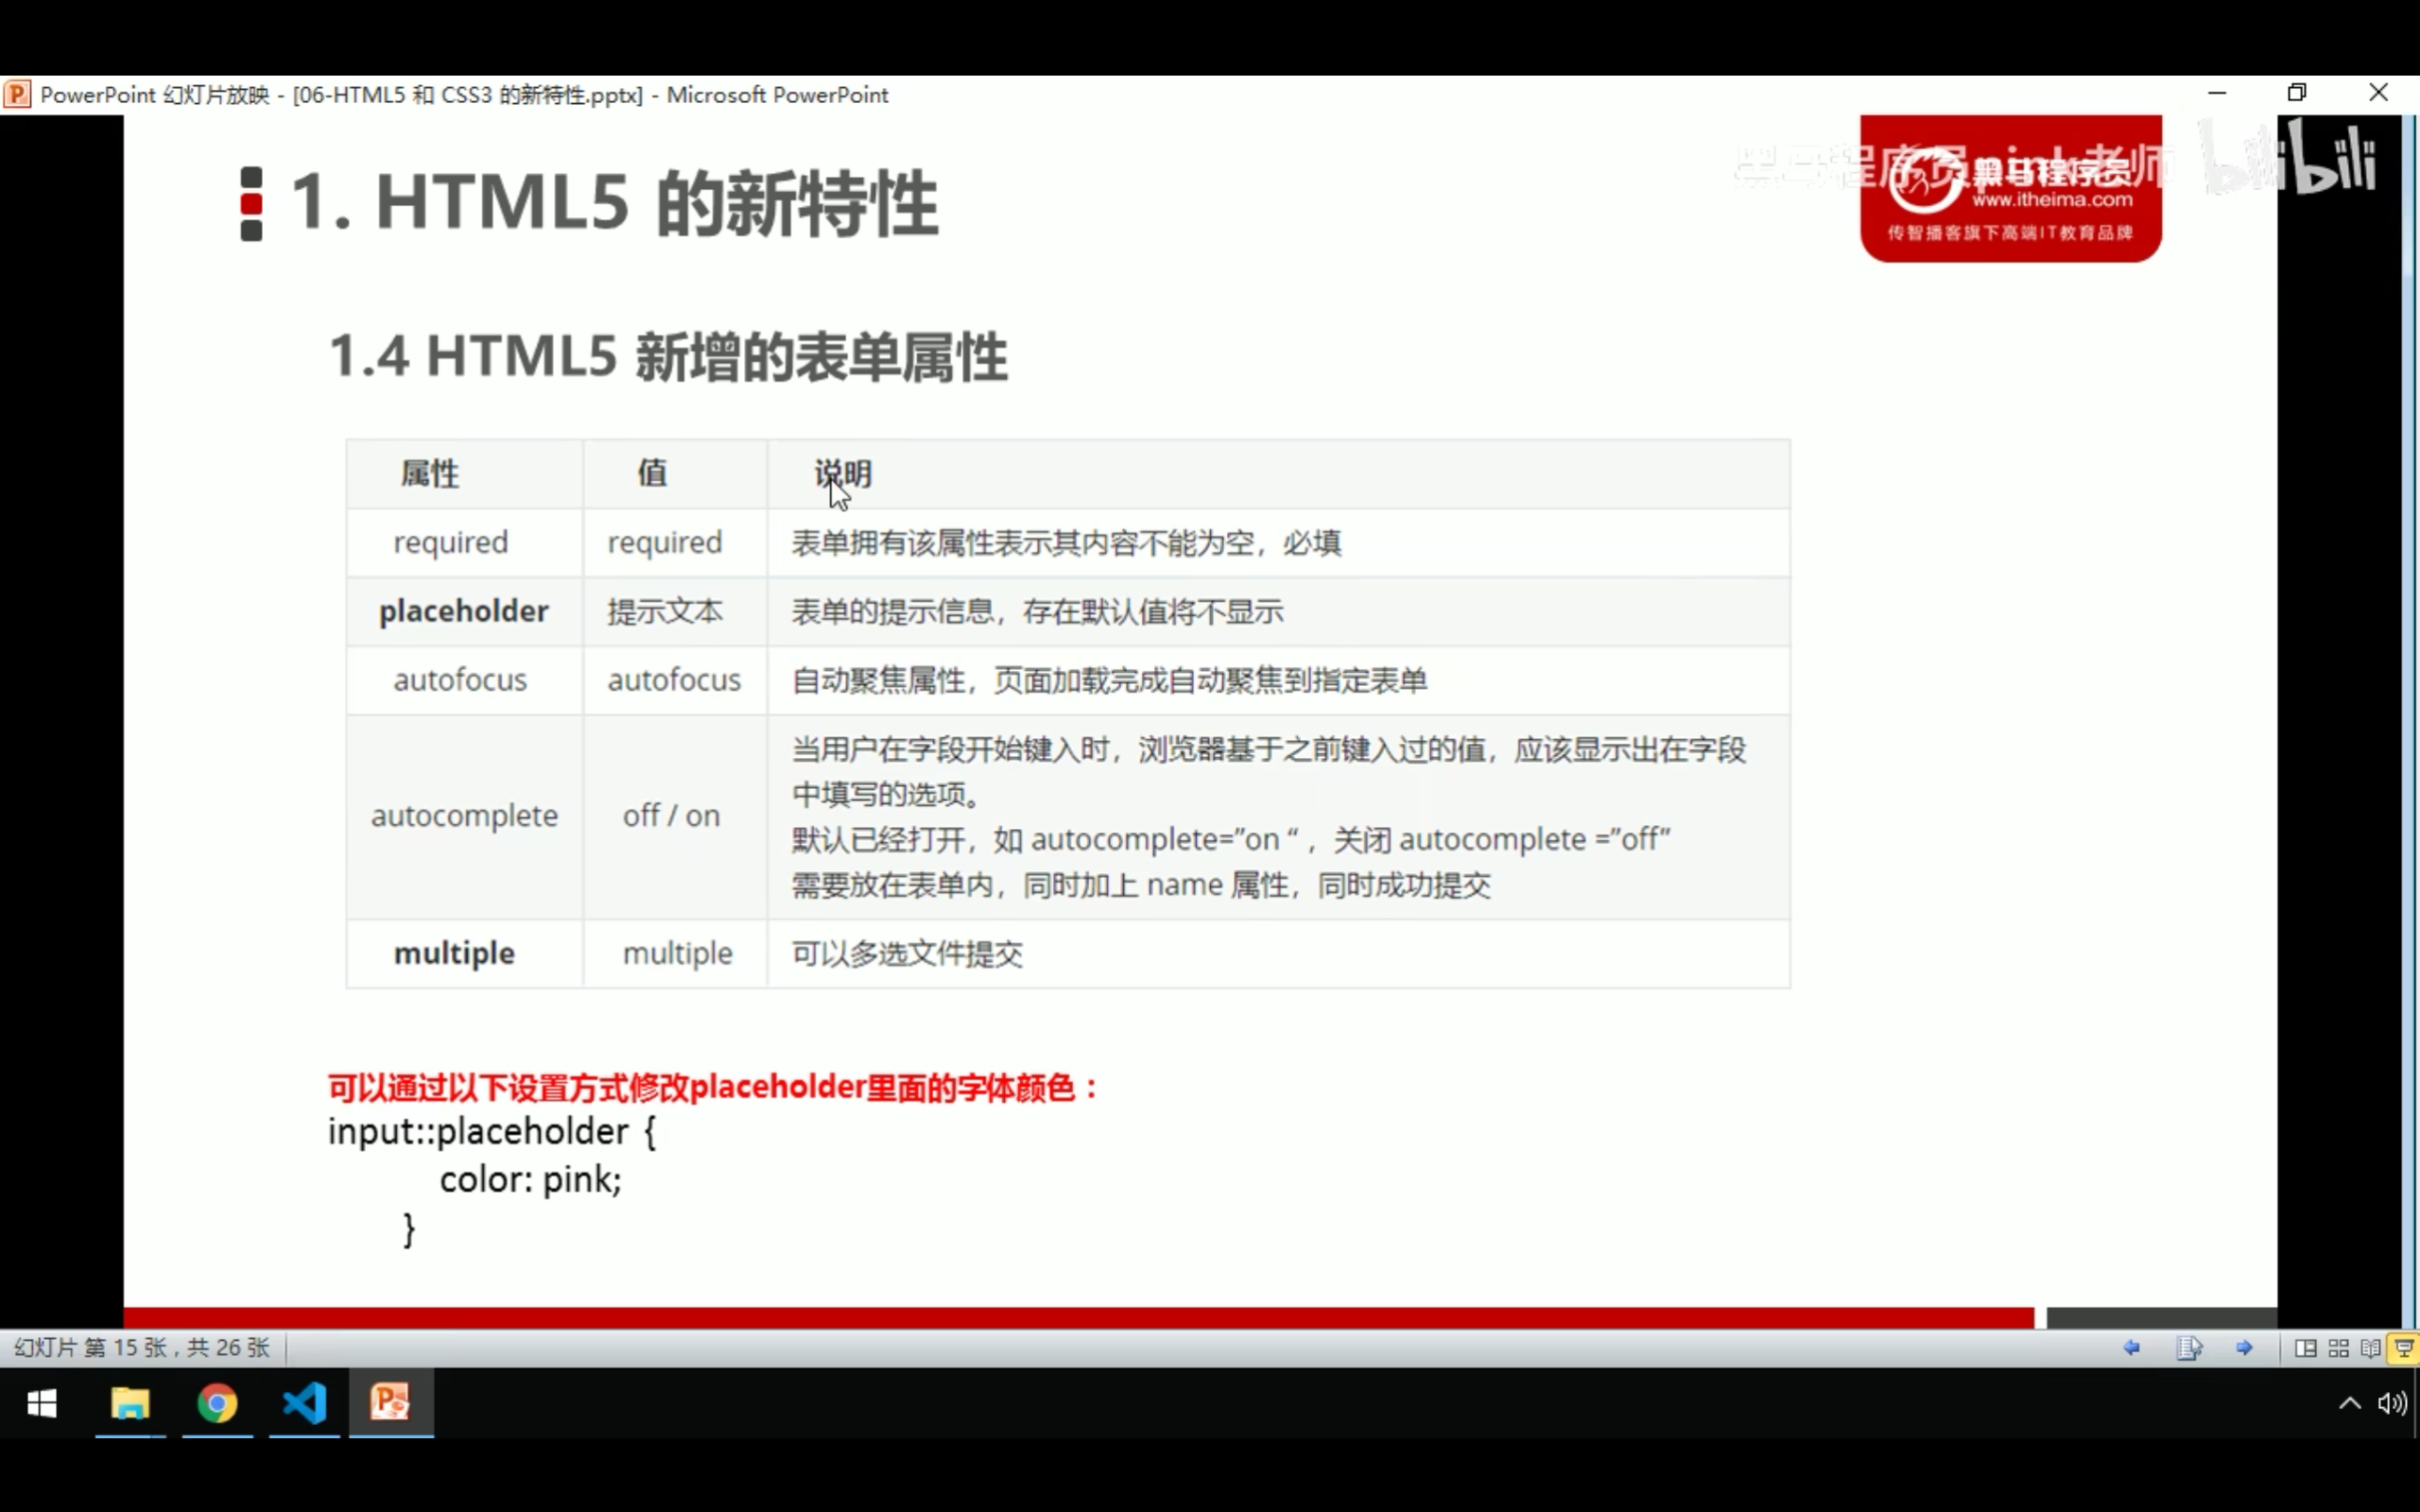 PowerPoint 幻灯片放映 - [06-HTML5 和 CSS3 的新特性.pptx] - Microsoft PowerPoint
1. HTML5 的新特性
黑马程序员pink老师
bilibili
黑马程序员
www.itheima.com
传智播客旗下高端IT教育品牌
1.4 HTML5 新增的表单属性
属性 值 说明
required required 表单拥有该属性表示其内容不能为空，必填
placeholder 提示文本 表单的提示信息，存在默认值将不显示
autofocus autofocus 自动聚焦属性，页面加载完成自动聚焦到指定表单
autocomplete off / on 当用户在字段开始键入时，浏览器基于之前键入过的值，应该显示出在字段
中填写的选项。
默认已经打开，如 autocomplete=”on “ ，关闭 autocomplete =”off”
需要放在表单内，同时加上 name 属性，同时成功提交
multiple multiple 可以多选文件提交
可以通过以下设置方式修改placeholder里面的字体颜色：
input::placeholder {
color: pink;
}
幻灯片 第 15 张，共 26 张